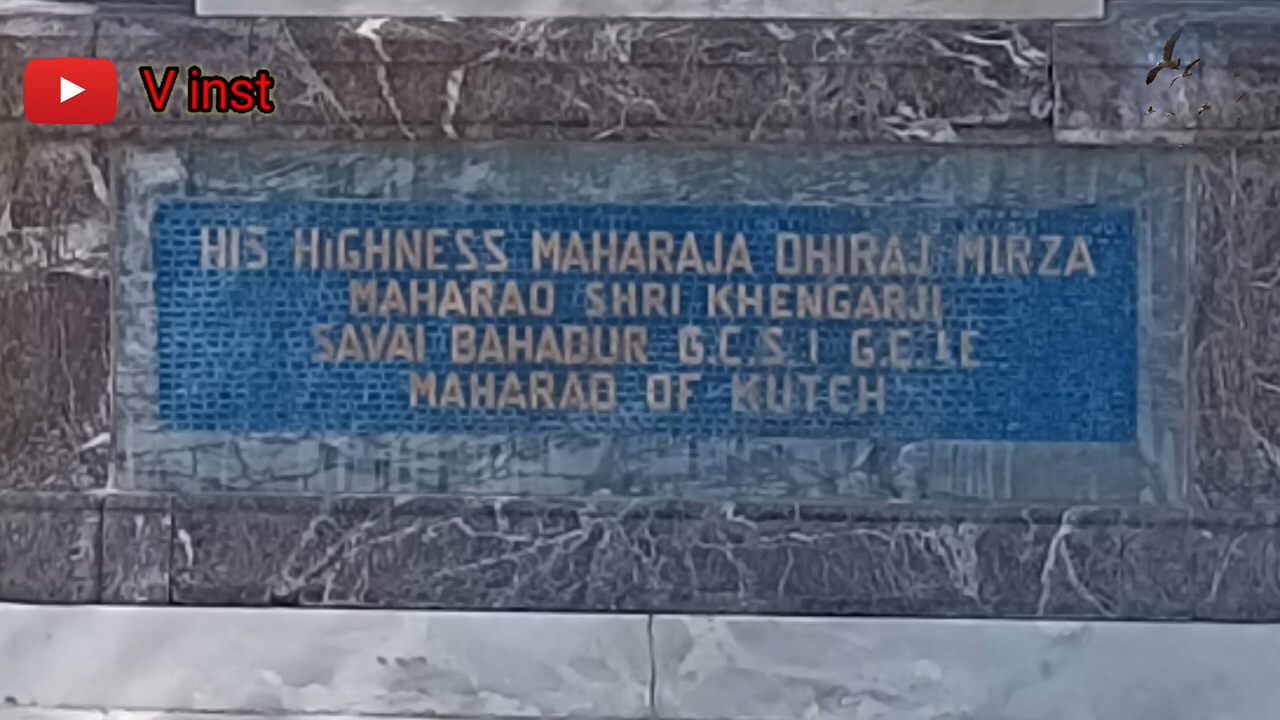 V inst
HIS HiGHNESS MAHARAJA DHIRAJ MIRZA
MAHARAO SHRI KHENGARJI
SAVAI BAHADUR G.C.S.I G.C.I.E
MAHARAO OF KUTCH